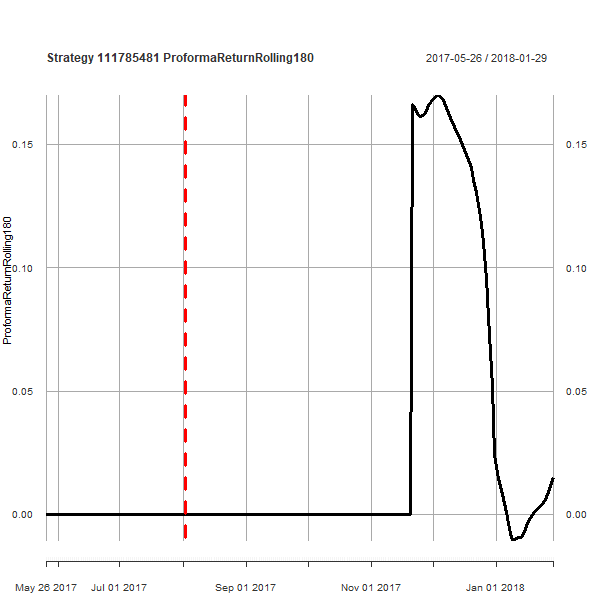 Strategy 111785481 ProformaReturnRolling180
2017-05-26 / 2018-01-29
ProformaReturnRolling180
0.15
0.15
0.10
0.10
0.05
0.05
0.00
0.00
May 26 2017
Jul 01 2017
Sep 01 2017
Nov 01 2017
Jan 01 2018